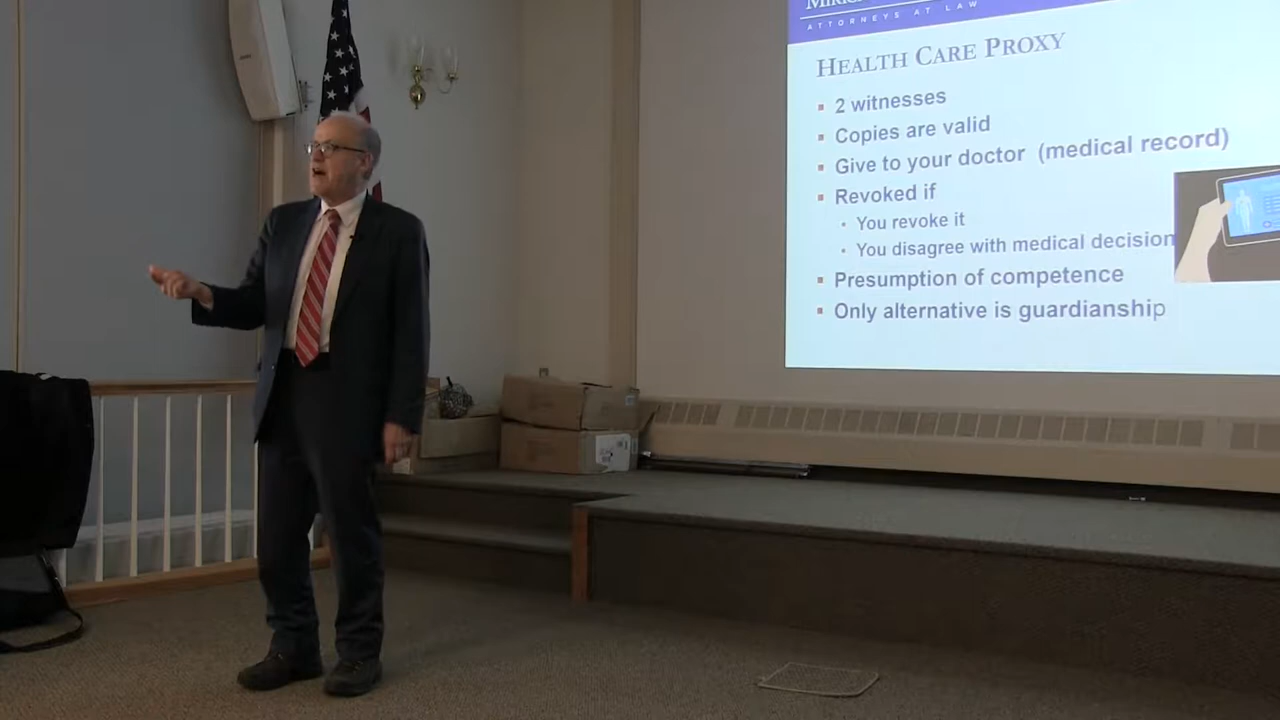 ATTORNEYS AT LAW
HEALTH CARE PROXY
2 witnesses
Copies are valid
Give to your doctor (medical record)
Revoked if
You revoke it
You disagree with medical decision
Presumption of competence
Only alternative is guardianship